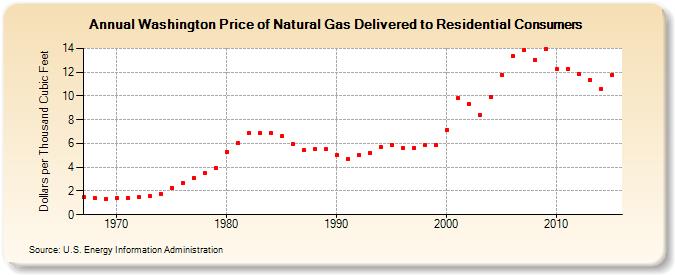 Annual Washington Price of Natural Gas Delivered to Residential Consumers
Dollars per Thousand Cubic Feet
14
12
10
8
6
4
2
0
1970 1980 1990 2000 2010
Source: U.S. Energy Information Administration